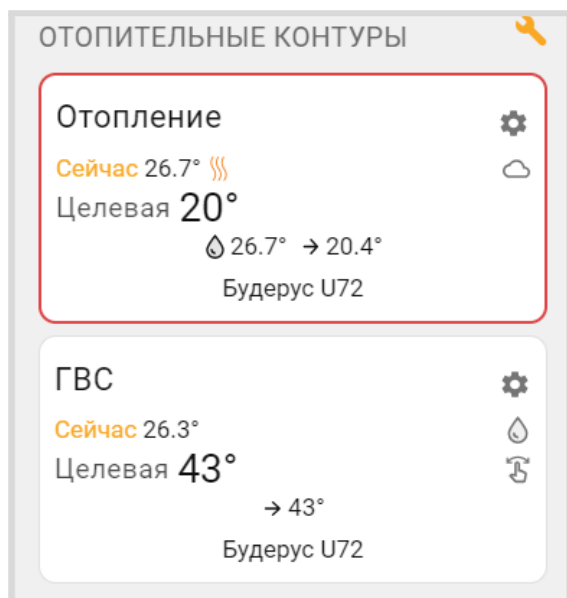 ОТОПИТЕЛЬНЫЕ КОНТУРЫ
Отопление
Сейчас 26.7°
Целевая 20°
26.7° → 20.4°
Будерус U72
ГВС
Сейчас 26.3°
Целевая 43°
→ 43°
Будерус U72